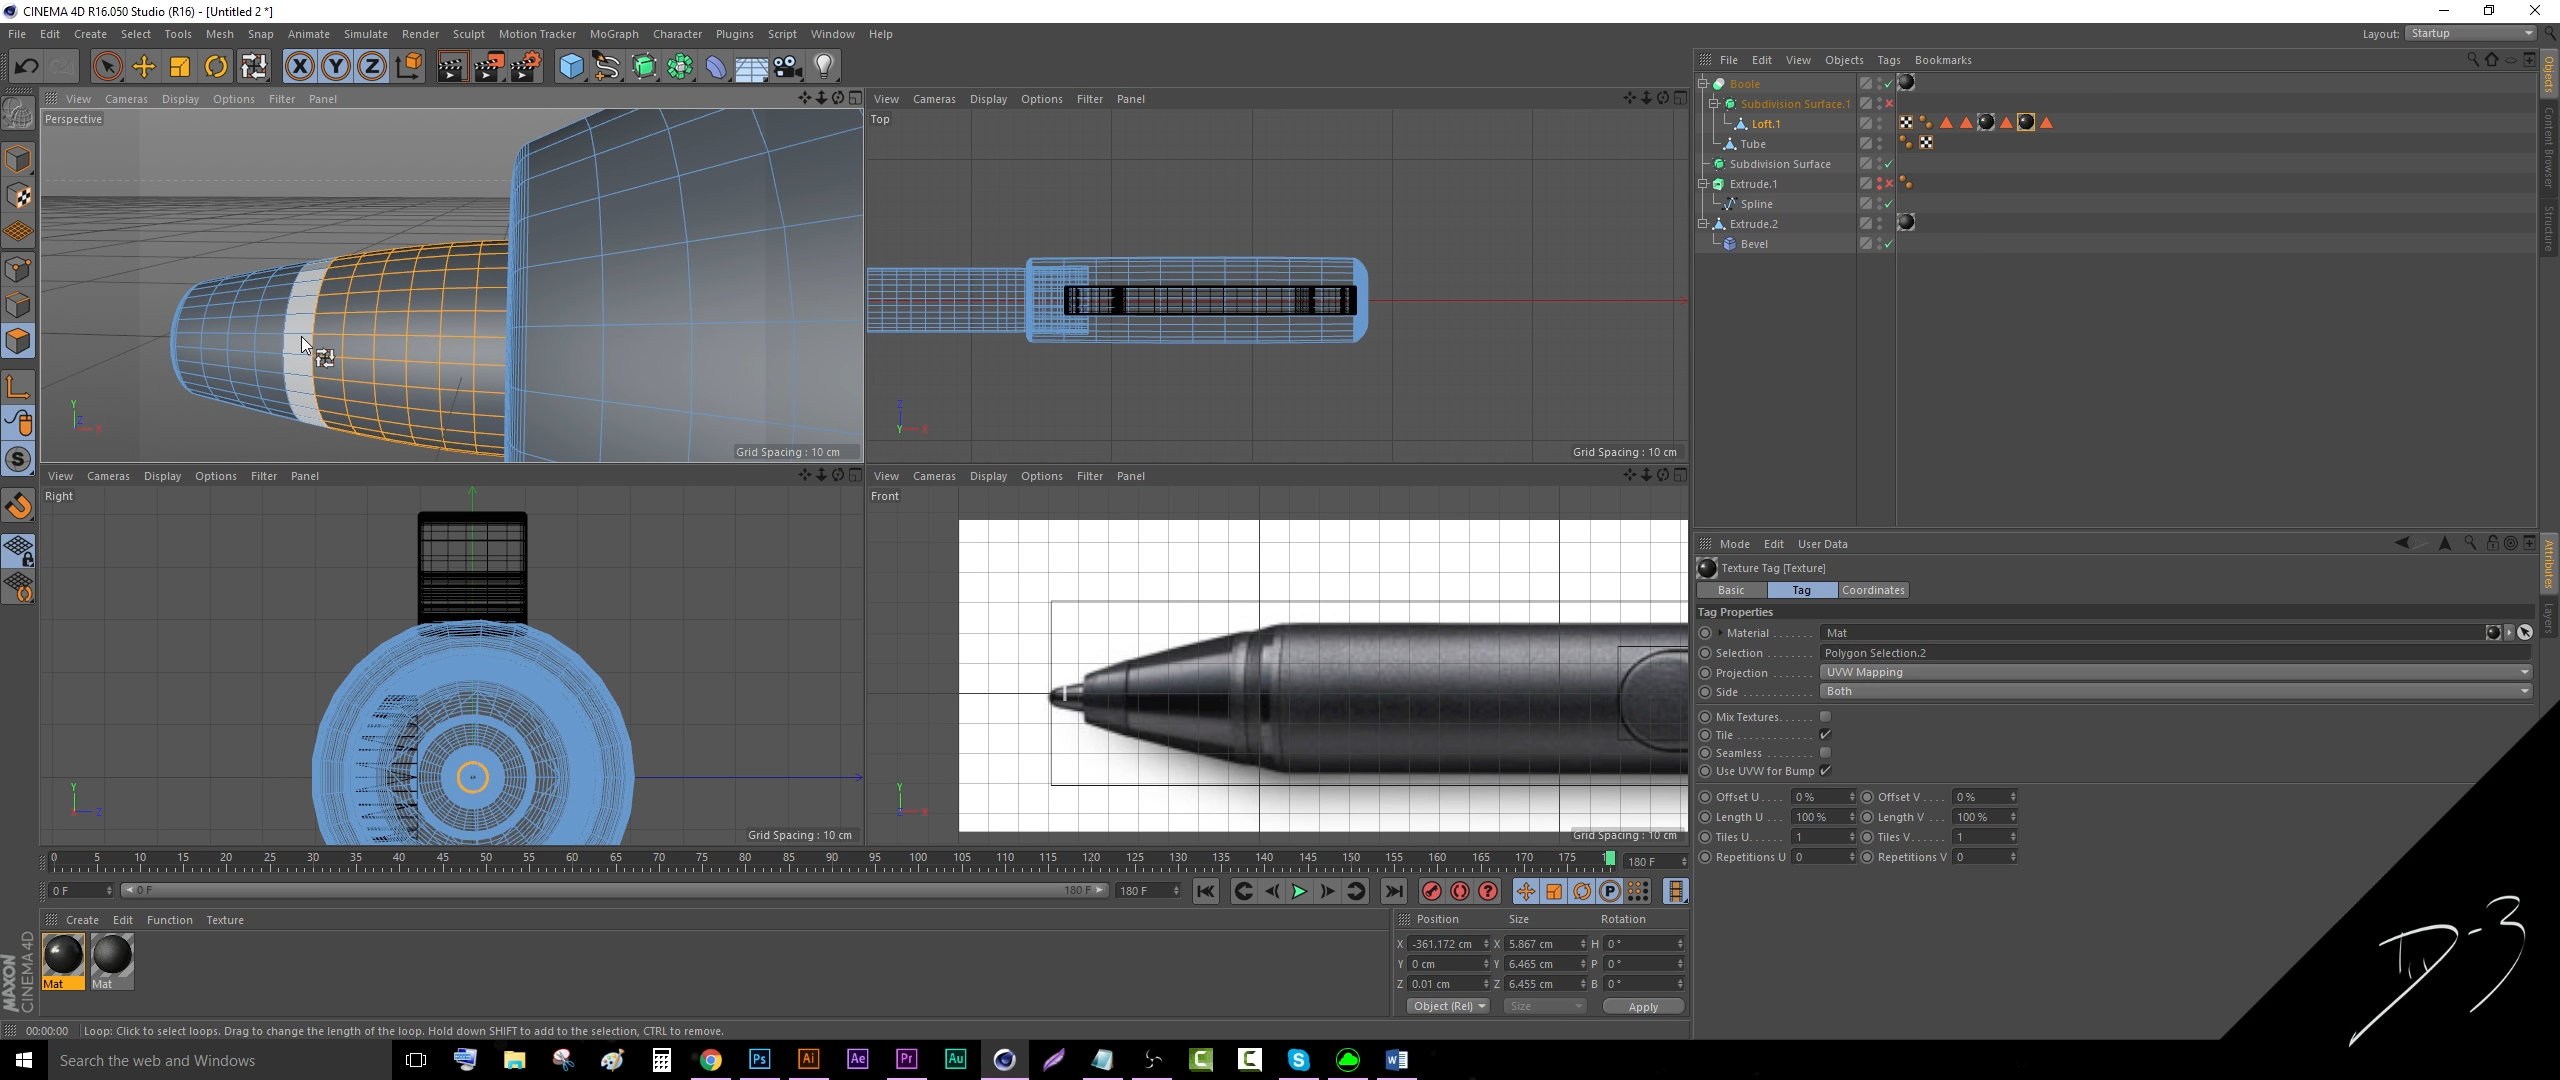 CINEMA 4D R16.050 Studio (R16) - [Untitled 2 *]
File Edit Create Select Tools Mesh Snap Animate Simulate Render Sculpt Motion Tracker MoGraph Character Plugins Script Window Help
Layout: Startup
X Y Z
View Cameras Display Options Filter Panel
Perspective
Grid Spacing : 10 cm
View Cameras Display Options Filter Panel
Top
Grid Spacing : 10 cm
View Cameras Display Options Filter Panel
Right
Grid Spacing : 10 cm
View Cameras Display Options Filter Panel
Front
Grid Spacing : 10 cm
File Edit View Objects Tags Bookmarks
Boole
Subdivision Surface.1
Loft.1
Tube
Subdivision Surface
Extrude.1
Spline
Extrude.2
Bevel
Objects
Content Browser
Structure
Mode Edit User Data
Texture Tag [Texture]
Basic Tag Coordinates
Tag Properties
Material Mat
Selection Polygon Selection.2
Projection UVW Mapping
Side Both
Mix Textures
Tile
Seamless
Use UVW for Bump
Offset U 0 % Offset V 0 %
Length U 100 % Length V 100 %
Tiles U 1 Tiles V 1
Repetitions U 0 Repetitions V 0
Attributes
Layers
0 5 10 15 20 25 30 35 40 45 50 55 60 65 70 75 80 85 90 95 100 105 110 115 120 125 130 135 140 145 150 155 160 165 170 175 180 F
0 F 0 F 180 F 180 F
Create Edit Function Texture
Mat Mat
Position Size Rotation
X -361.172 cm X 5.867 cm H 0 °
Y 0 cm Y 6.465 cm P 0 °
Z 0.01 cm Z 6.455 cm B 0 °
Object (Rel) Size Apply
MAXON
CINEMA 4D
00:00:00 Loop: Click to select loops. Drag to change the length of the loop. Hold down SHIFT to add to the selection, CTRL to remove.
Search the web and Windows
Ps Ai Ae Pr Au